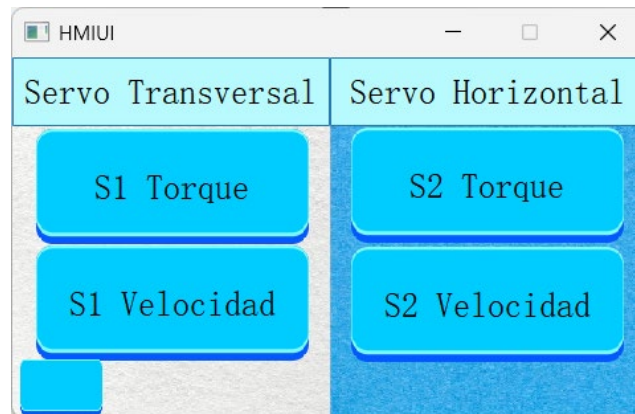 HMIUI
Servo Transversal
Servo Horizontal
S1 Torque
S2 Torque
S1 Velocidad
S2 Velocidad